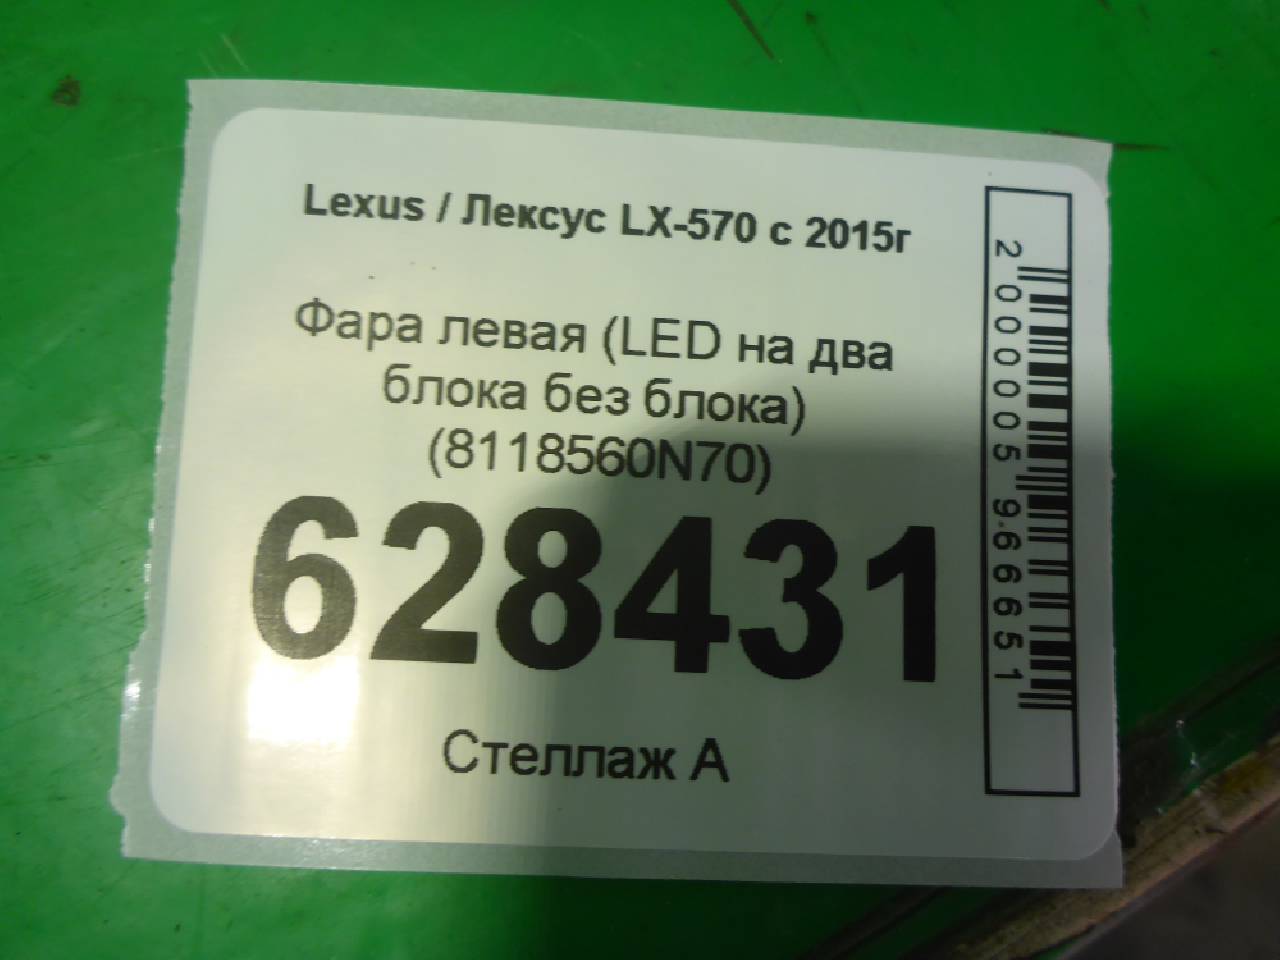 Lexus / Лексус LX-570 с 2015г
Фара левая (LED на два
блока без блока)
(8118560N70)
628431
Стеллаж А
2000005966651